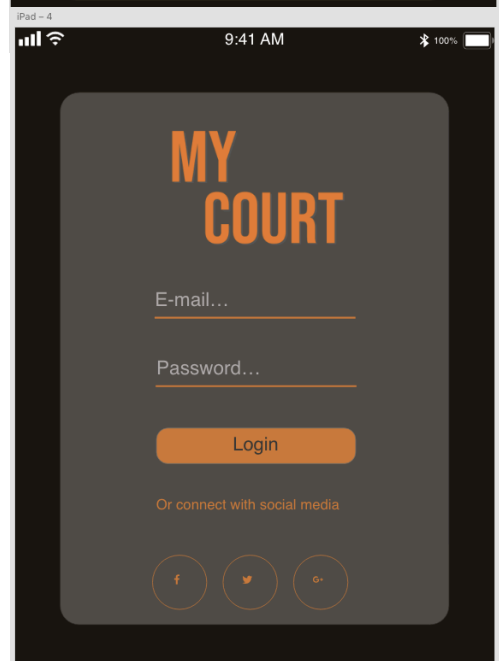 iPad – 4
9:41 AM
100%
MY
COURT
E-mail...
Password...
Login
Or connect with social media
f
G+